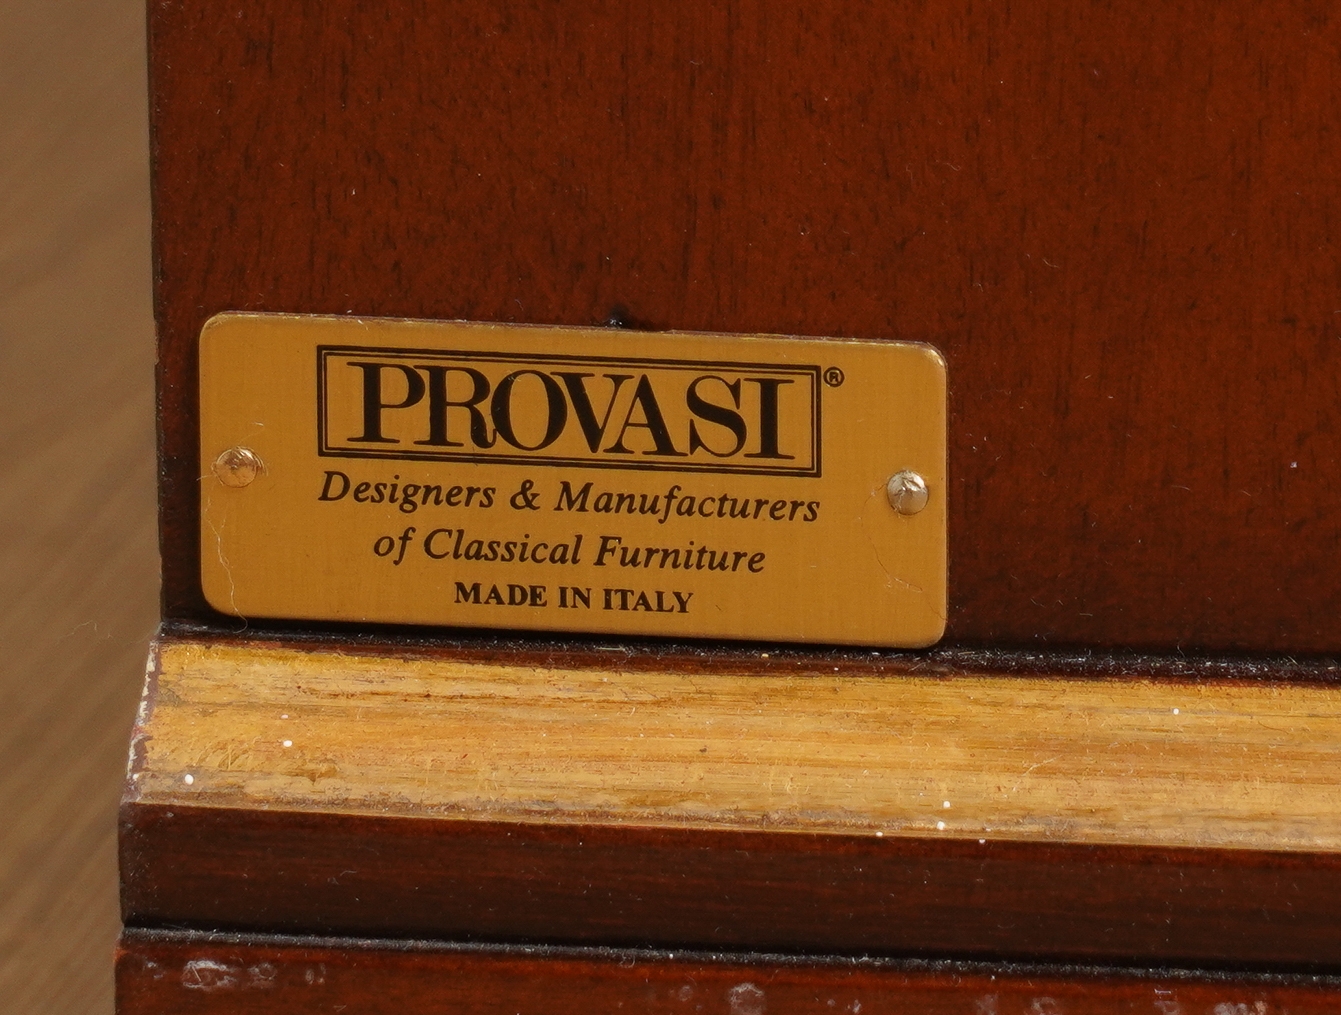 PROVASI®
Designers & Manufacturers
of Classical Furniture
MADE IN ITALY